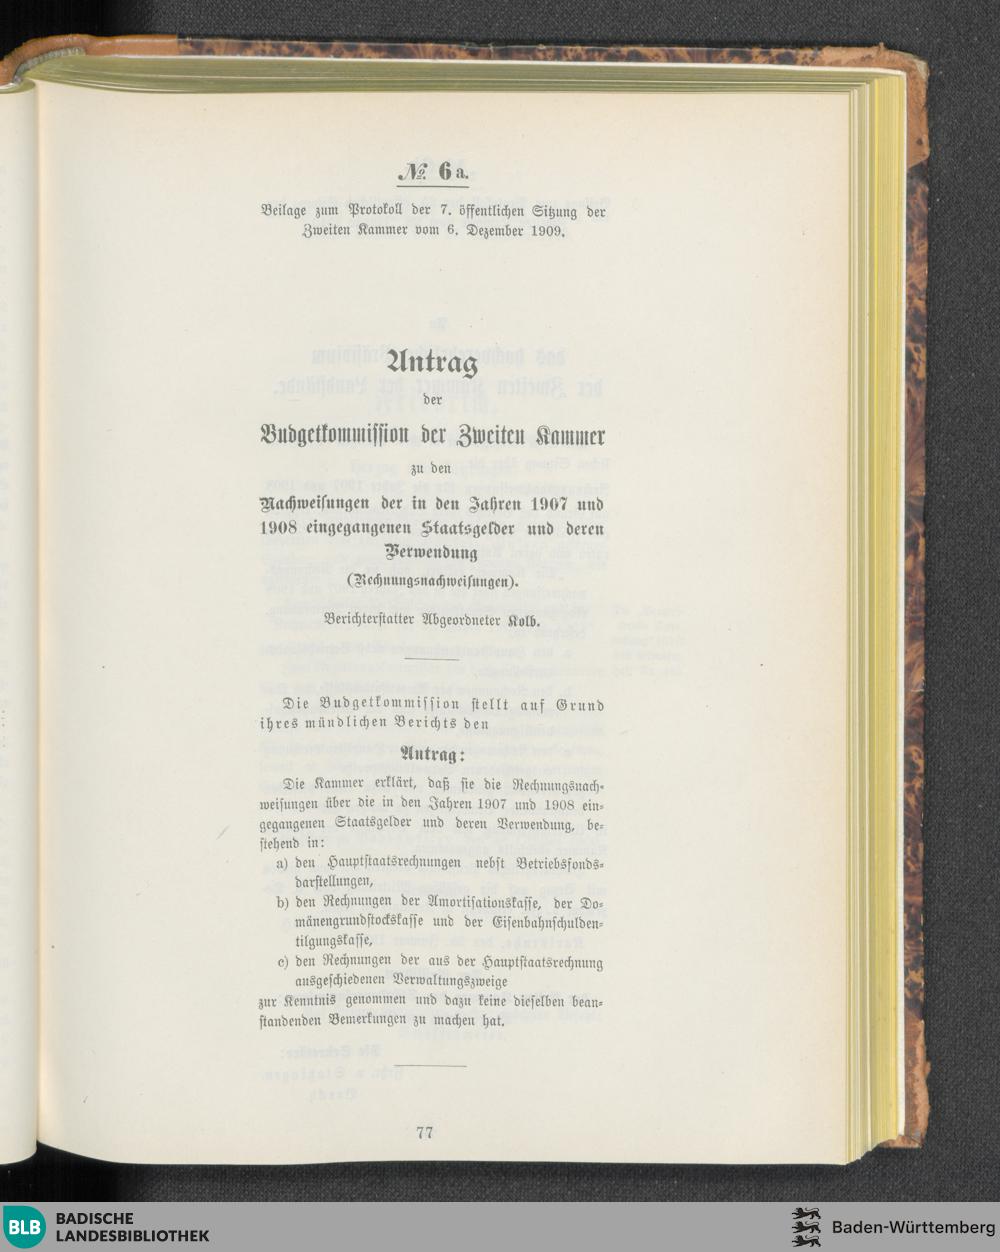 № 6 a.
Beilage zum Protokoll der 7. öffentlichen Sitzung der
Zweiten Kammer vom 6. Dezember 1909.
Antrag
der
Budgetkommission der Zweiten Kammer
zu den
Nachweisungen der in den Jahren 1907 und
1908 eingegangenen Staatsgelder und deren
Verwendung
(Rechnungsnachweisungen).
Berichterstatter Abgeordneter Kolb.
Die Budgetkommission stellt auf Grund
ihres mündlichen Berichts den
Antrag:
Die Kammer erklärt, daß sie die Rechnungsnach-
weisungen über die in den Jahren 1907 und 1908 ein-
gegangenen Staatsgelder und deren Verwendung, be-
stehend in:
a) den Hauptstaatsrechnungen nebst Betriebsfonds-
darstellungen,
b) den Rechnungen der Amortisationskasse, der Do-
mänengrundstockskasse und der Eisenbahnschulden-
tilgungskasse,
c) den Rechnungen der aus der Hauptstaatsrechnung
ausgeschiedenen Verwaltungszweige
zur Kenntnis genommen und dazu keine dieselben bean-
standenden Bemerkungen zu machen hat.
77
BLB BADISCHE
LANDESBIBLIOTHEK
Baden-Württemberg